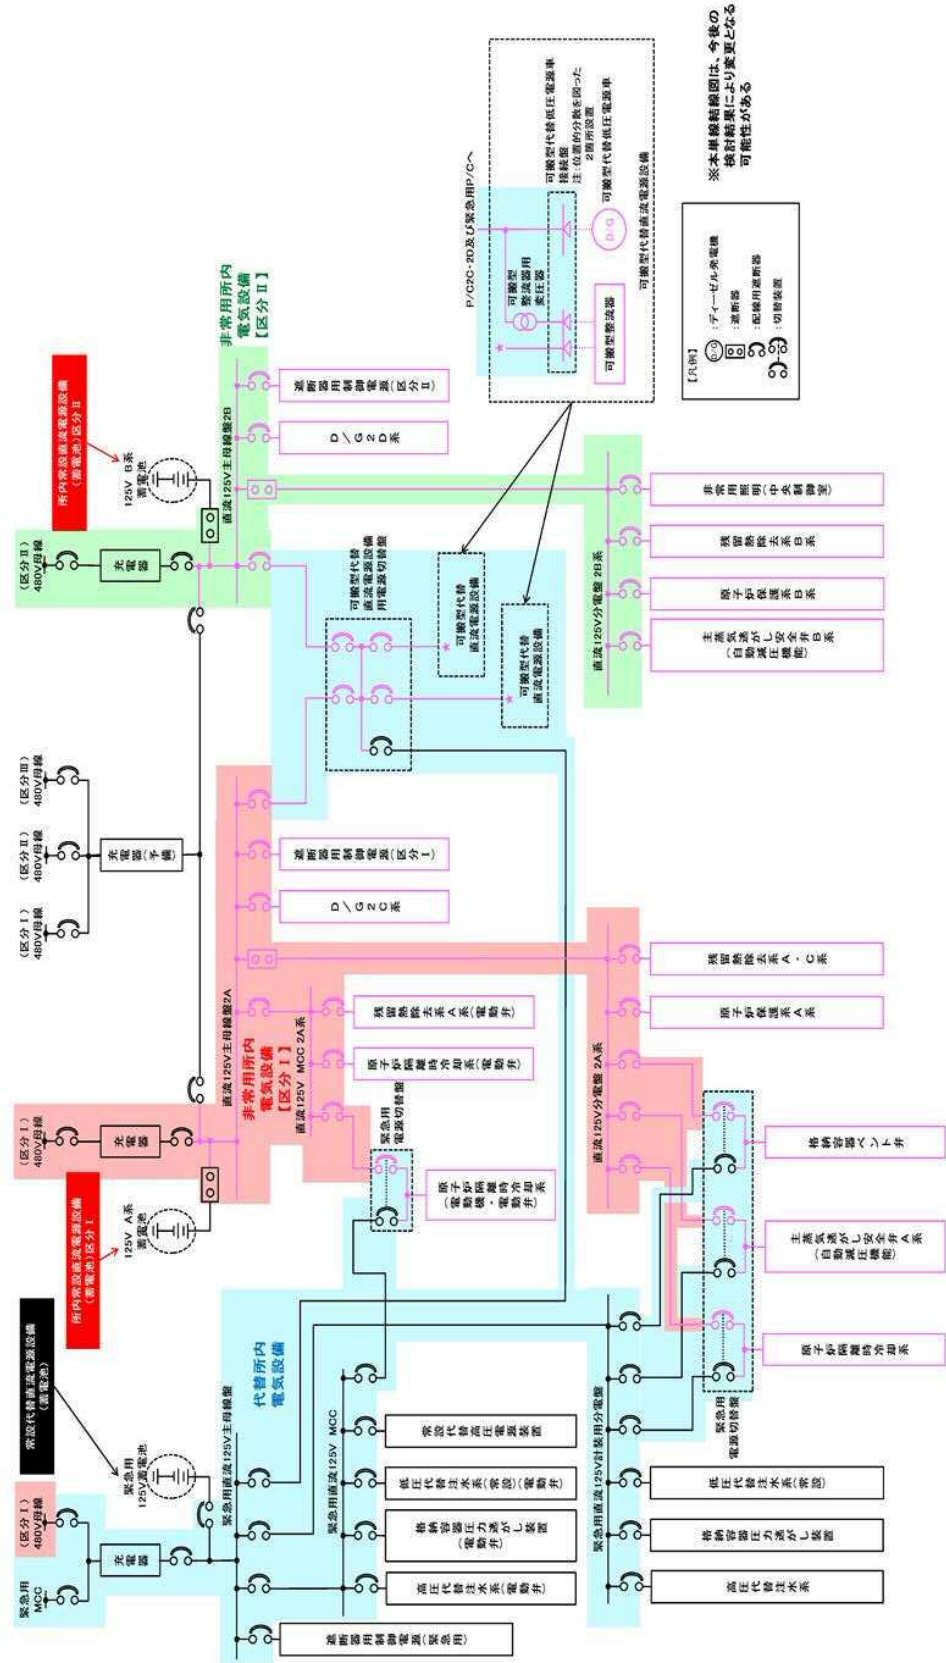 常設代替直流電源設備
(蓄電池)
所内常設直流電源設備
(蓄電池)区分Ⅰ
所内常設直流電源設備
(蓄電池)区分Ⅱ
緊急用
MCC
(区分Ⅰ)
480V母線
充電器
緊急用
125V蓄電池
125V A系
蓄電池
(区分Ⅰ)
480V母線
充電器
(区分Ⅰ)
480V母線
(区分Ⅱ)
480V母線
(区分Ⅲ)
480V母線
充電器(予備)
(区分Ⅱ)
480V母線
充電器
125V B系
蓄電池
緊急用直流125V主母線盤
代替所内
電気設備
直流125V主母線盤2A
非常用所内
電気設備
【区分Ⅰ】
直流125V主母線盤2B
非常用所内
電気設備
【区分Ⅱ】
遮断器用制御電源(緊急用)
D/G2C系
遮断器用制御電源(区分Ⅰ)
D/G2D系
遮断器用制御電源(区分Ⅱ)
緊急用直流125V MCC
高圧代替注水系(電動弁)
格納容器圧力逃がし装置
(電動弁)
低圧代替注水系(常設)(電動弁)
常設代替高圧電源装置
直流125V MCC 2A系
緊急用
電源切替盤
原子炉隔離時冷却系
(電動機・電動弁)
原子炉隔離時冷却系(電動弁)
残留熱除去系A系(電動弁)
可搬型代替
直流電源設備
用電源切替盤
可搬型代替
直流電源設備
可搬型代替
直流電源設備
緊急用直流125V計装用分電盤
高圧代替注水系
格納容器圧力逃がし装置
低圧代替注水系(常設)
緊急用
電源切替盤
原子炉隔離時冷却系
主蒸気逃がし安全弁A系
(自動減圧機能)
格納容器ベント弁
直流125V分電盤 2A系
原子炉保護系A系
残留熱除去系A・C系
直流125V分電盤 2B系
主蒸気逃がし安全弁B系
(自動減圧機能)
原子炉保護系B系
残留熱除去系B系
非常用照明(中央制御室)
P/C2C・2D及び緊急用P/Cへ
可搬型
整流器用
変圧器
可搬型整流器
D/G
可搬型代替低圧電源車
接続盤
注:位置的分散を図った
2箇所設置
可搬型代替低圧電源車
可搬型代替直流電源設備
【凡例】
D/G :ディーゼル発電機
:遮断器
:配線用遮断器
:切替装置
※本単線結線図は、今後の
検討結果により変更となる
可能性がある